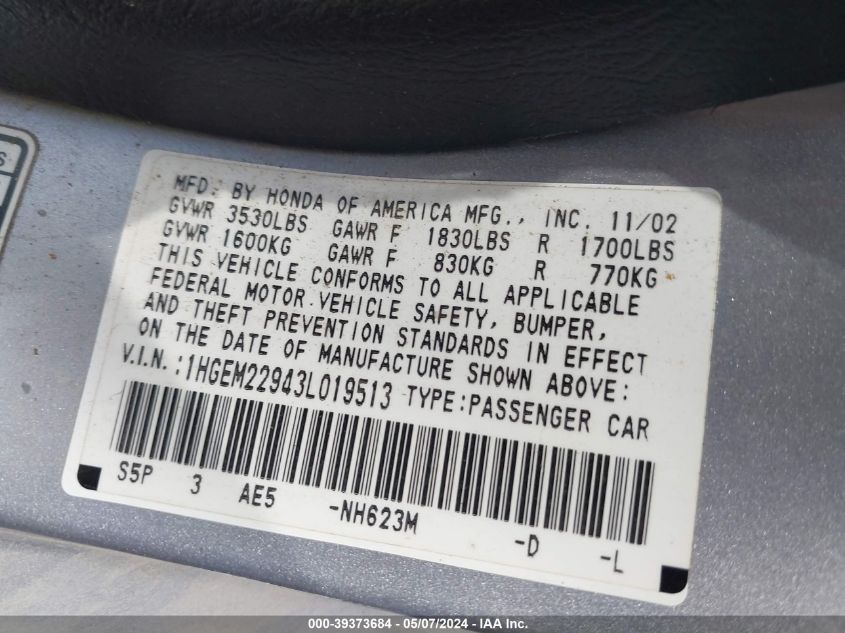 S
MFD. BY HONDA OF AMERICA MFG., INC. 11/02
GVWR 3530LBS GAWR F 1830LBS R 1700LBS
GVWR 1600KG GAWR F 830KG R 770KG
THIS VEHICLE CONFORMS TO ALL APPLICABLE
FEDERAL MOTOR VEHICLE SAFETY, BUMPER,
AND THEFT PREVENTION STANDARDS IN EFFECT
ON THE DATE OF MANUFACTURE SHOWN ABOVE:
V.I.N.:1HGEM22943L019513 TYPE:PASSENGER CAR
S5P 3 AE5 -NH623M -D -L
000-39373684 - 05/07/2024 - IAAI.com